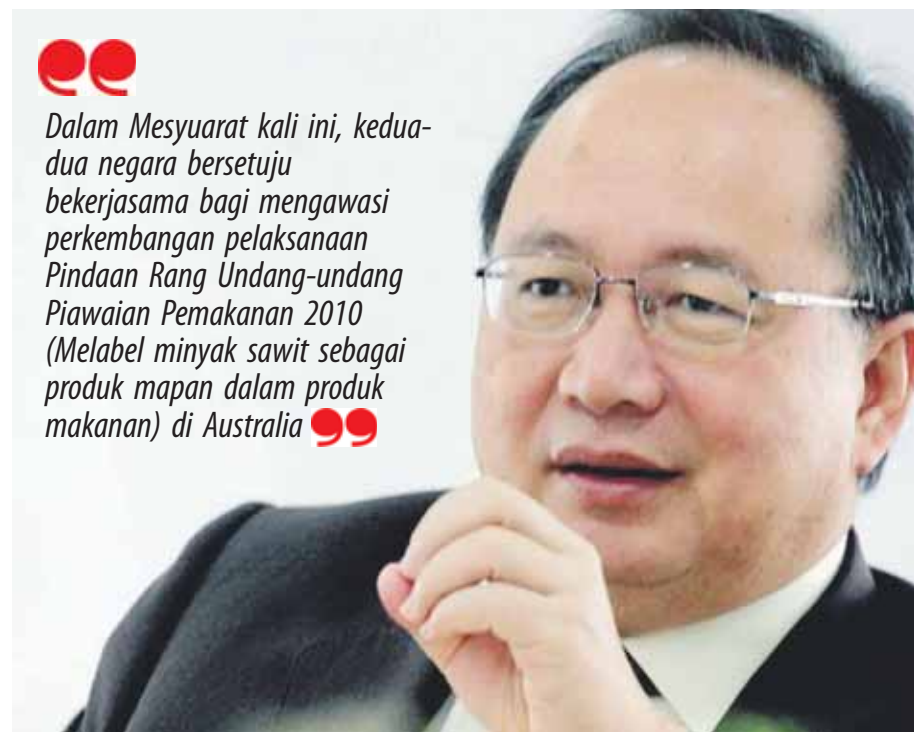 Dalam Mesyuarat kali ini, kedua-
dua negara bersetuju
bekerjasama bagi mengawasi
perkembangan pelaksanaan
Pindaan Rang Undang-undang
Piawaian Pemakanan 2010
(Melabel minyak sawit sebagai
produk mapan dalam produk
makanan) di Australia